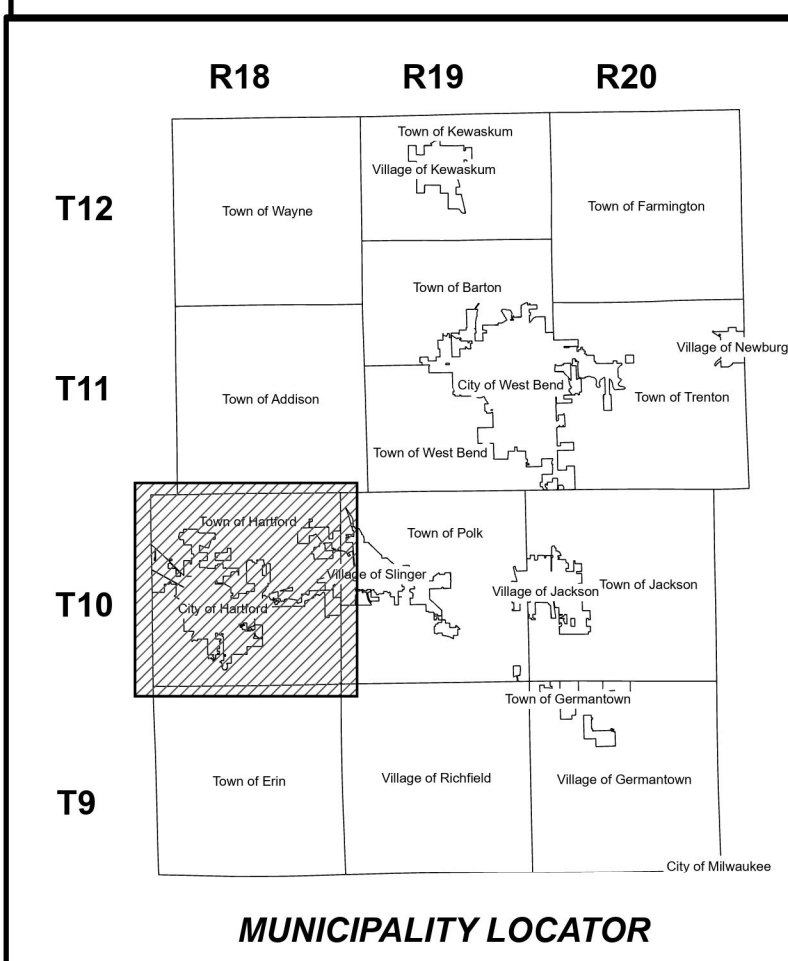 R18 R19 R20
Town of Kewaskum
Village of Kewaskum
T12
Town of Wayne
Town of Farmington
Town of Barton
Village of Newburg
T11
City of West Bend
Town of Addison
Town of Trenton
Town of West Bend
Town of Hartford
Town of Polk
Village of Slinger
Town of Jackson
Village of Jackson
T10
City of Hartford
Town of Germantown
Town of Erin
Village of Richfield
Village of Germantown
T9
City of Milwaukee
MUNICIPALITY LOCATOR